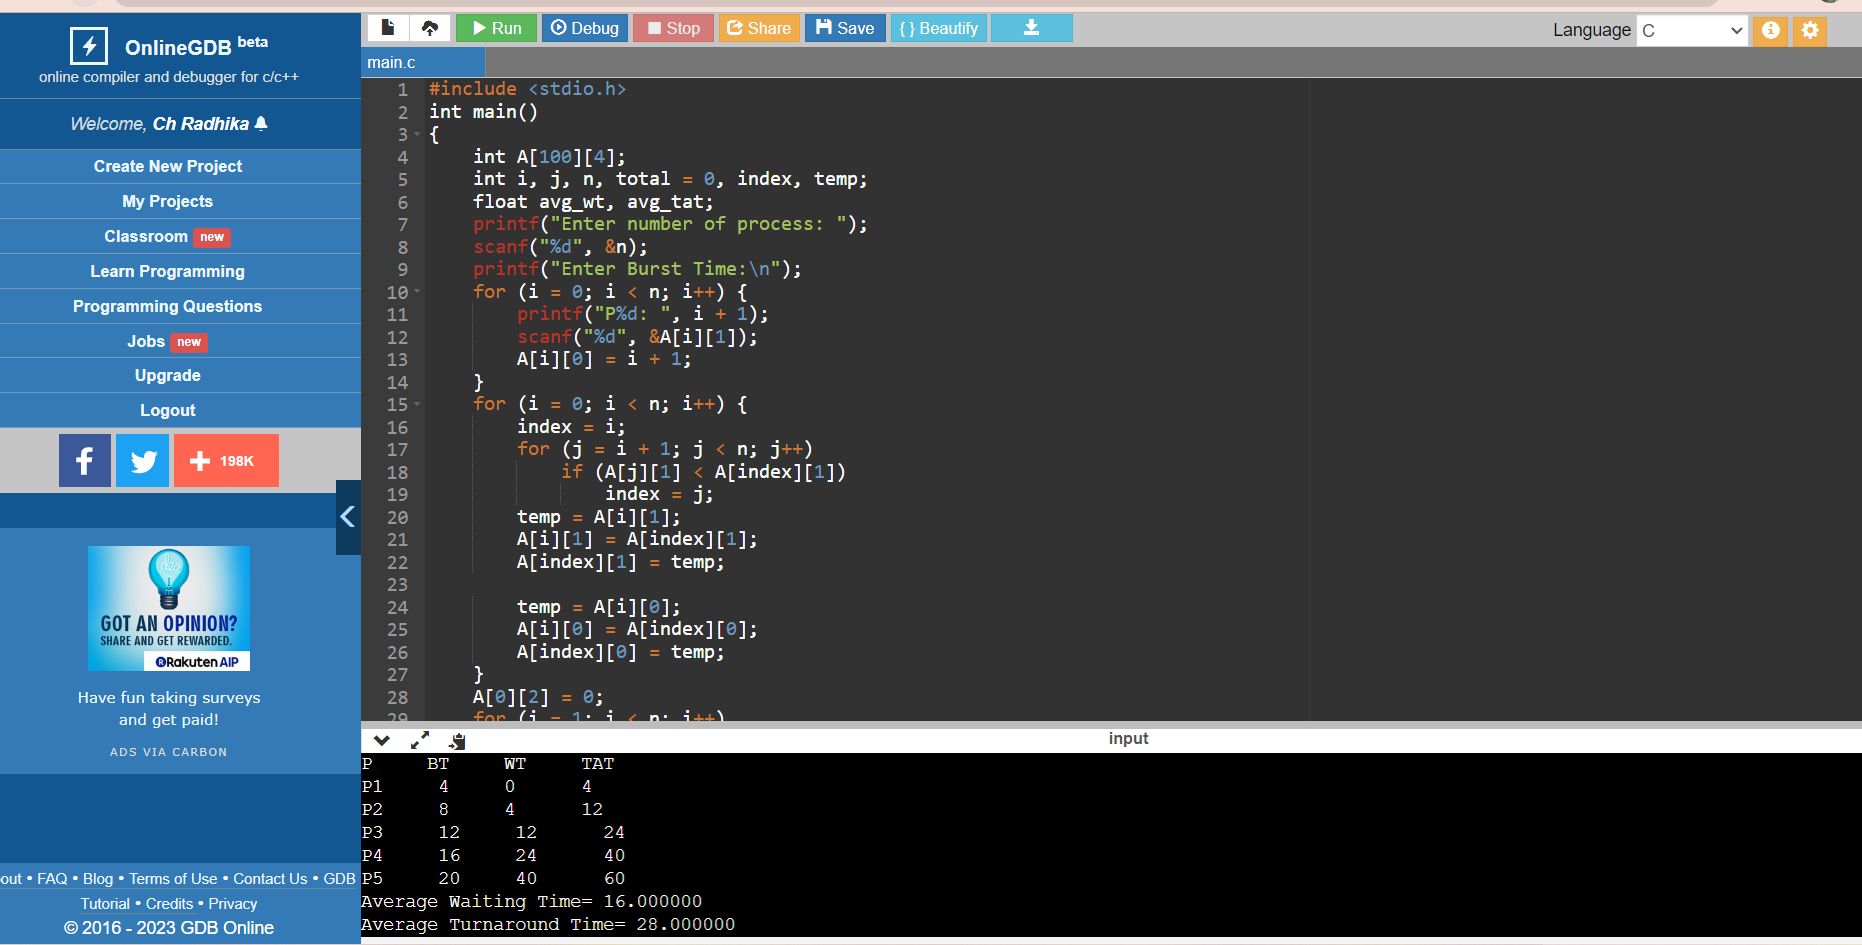 OnlineGDB beta
online compiler and debugger for c/c++
Welcome, Ch Radhika
Create New Project
My Projects
Classroom new
Learn Programming
Programming Questions
Jobs new
Upgrade
Logout
198K
GOT AN OPINION?
SHARE AND GET REWARDED.
Rakuten AIP
Have fun taking surveys
and get paid!
ADS VIA CARBON
out • FAQ • Blog • Terms of Use • Contact Us • GDB
Tutorial • Credits • Privacy
© 2016 - 2023 GDB Online
Run Debug Stop Share Save { } Beautify
Language C
main.c
1 #include <stdio.h>
2 int main()
3 {
4 int A[100][4];
5 int i, j, n, total = 0, index, temp;
6 float avg_wt, avg_tat;
7 printf("Enter number of process: ");
8 scanf("%d", &n);
9 printf("Enter Burst Time:\n");
10 for (i = 0; i < n; i++) {
11 printf("P%d: ", i + 1);
12 scanf("%d", &A[i][1]);
13 A[i][0] = i + 1;
14 }
15 for (i = 0; i < n; i++) {
16 index = i;
17 for (j = i + 1; j < n; j++)
18 if (A[j][1] < A[index][1])
19 index = j;
20 temp = A[i][1];
21 A[i][1] = A[index][1];
22 A[index][1] = temp;
23
24 temp = A[i][0];
25 A[i][0] = A[index][0];
26 A[index][0] = temp;
27 }
28 A[0][2] = 0;
29 for (i = 1; i < n; i++)
input
P BT WT TAT
P1 4 0 4
P2 8 4 12
P3 12 12 24
P4 16 24 40
P5 20 40 60
Average Waiting Time= 16.000000
Average Turnaround Time= 28.000000